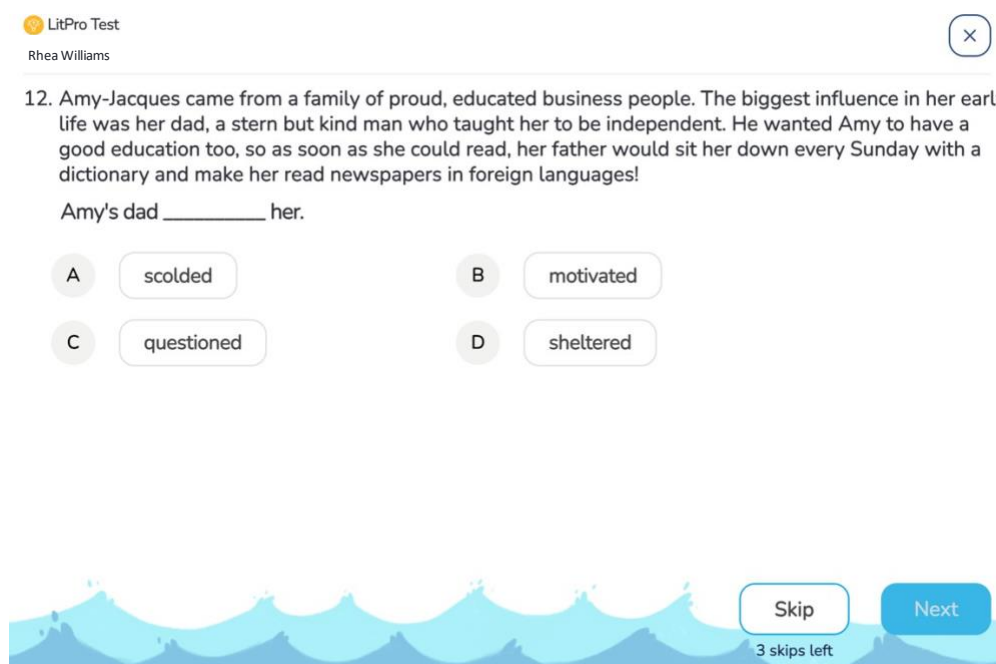 LitPro Test
Rhea Williams
12. Amy-Jacques came from a family of proud, educated business people. The biggest influence in her earl
life was her dad, a stern but kind man who taught her to be independent. He wanted Amy to have a
good education too, so as soon as she could read, her father would sit her down every Sunday with a
dictionary and make her read newspapers in foreign languages!
Amy's dad __________ her.
A scolded
B motivated
C questioned
D sheltered
Skip
Next
3 skips left